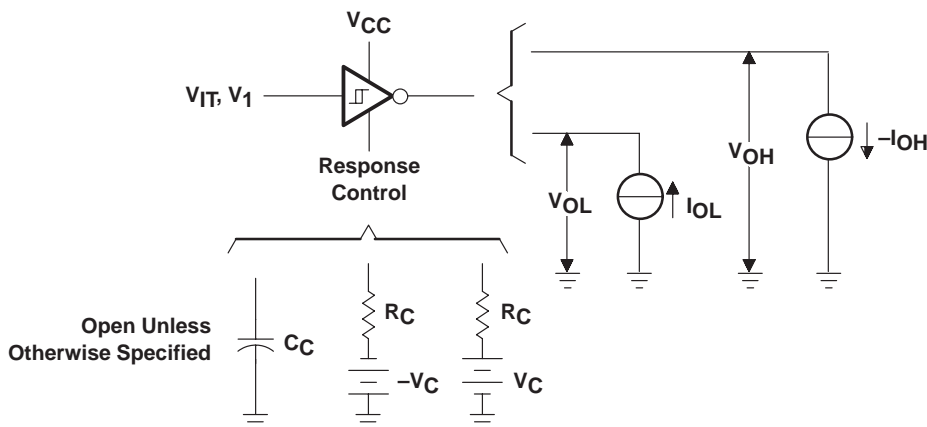 VCC
VIT, V1
Response
Control
VOL
IOL
VOH
–IOH
Open Unless
Otherwise Specified
CC
RC
–VC
RC
VC